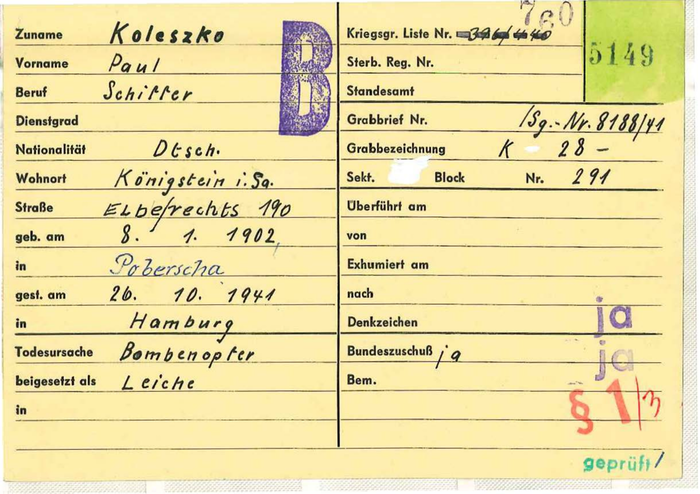 Zuname Koleszko
Vorname Paul
Beruf Schiffer
Dienstgrad
Nationalität Dtsch.
Wohnort Königstein i. Sa.
Straße Elbe/rechts 190
geb. am 8. 1. 1902
in Poberscha
gest. am 26. 10. 1941
in Hamburg
Todesursache Bombenopfer
beigesetzt als Leiche
in
B
760
Kriegsgr. Liste Nr.
5149
Sterb. Reg. Nr.
Standesamt
Grabbrief Nr. /Sg.-Nr. 8188/41
Grabbezeichnung K 28 -
Sekt. Block Nr. 291
Überführt am
von
Exhumiert am
nach
Denkzeichen ja
Bundeszuschuß ja ja
Bem. § 1/3
geprüft/